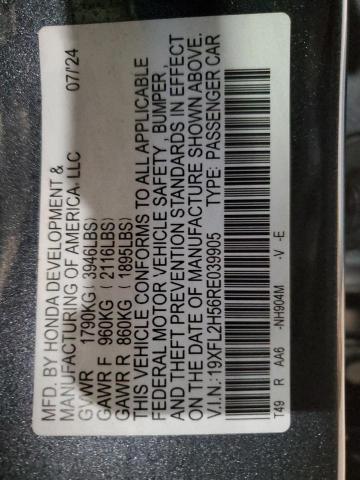 MFD. BY HONDA DEVELOPMENT & 07/'24
MANUFACTURING OF AMERICA, LLC
GVWR 1790KG ( 3946LBS)
GAWR F 960KG ( 2116LBS)
GAWR R 860KG ( 1895LBS)
THIS VEHICLE CONFORMS TO ALL APPLICABLE
FEDERAL MOTOR VEHICLE SAFETY, BUMPER,
AND THEFT PREVENTION STANDARDS IN EFFECT
ON THE DATE OF MANUFACTURE SHOWN ABOVE.
V.I.N.: 19XFL2H56RE039905 TYPE: PASSENGER CAR
T49 R AA6 -NH904M -V -E